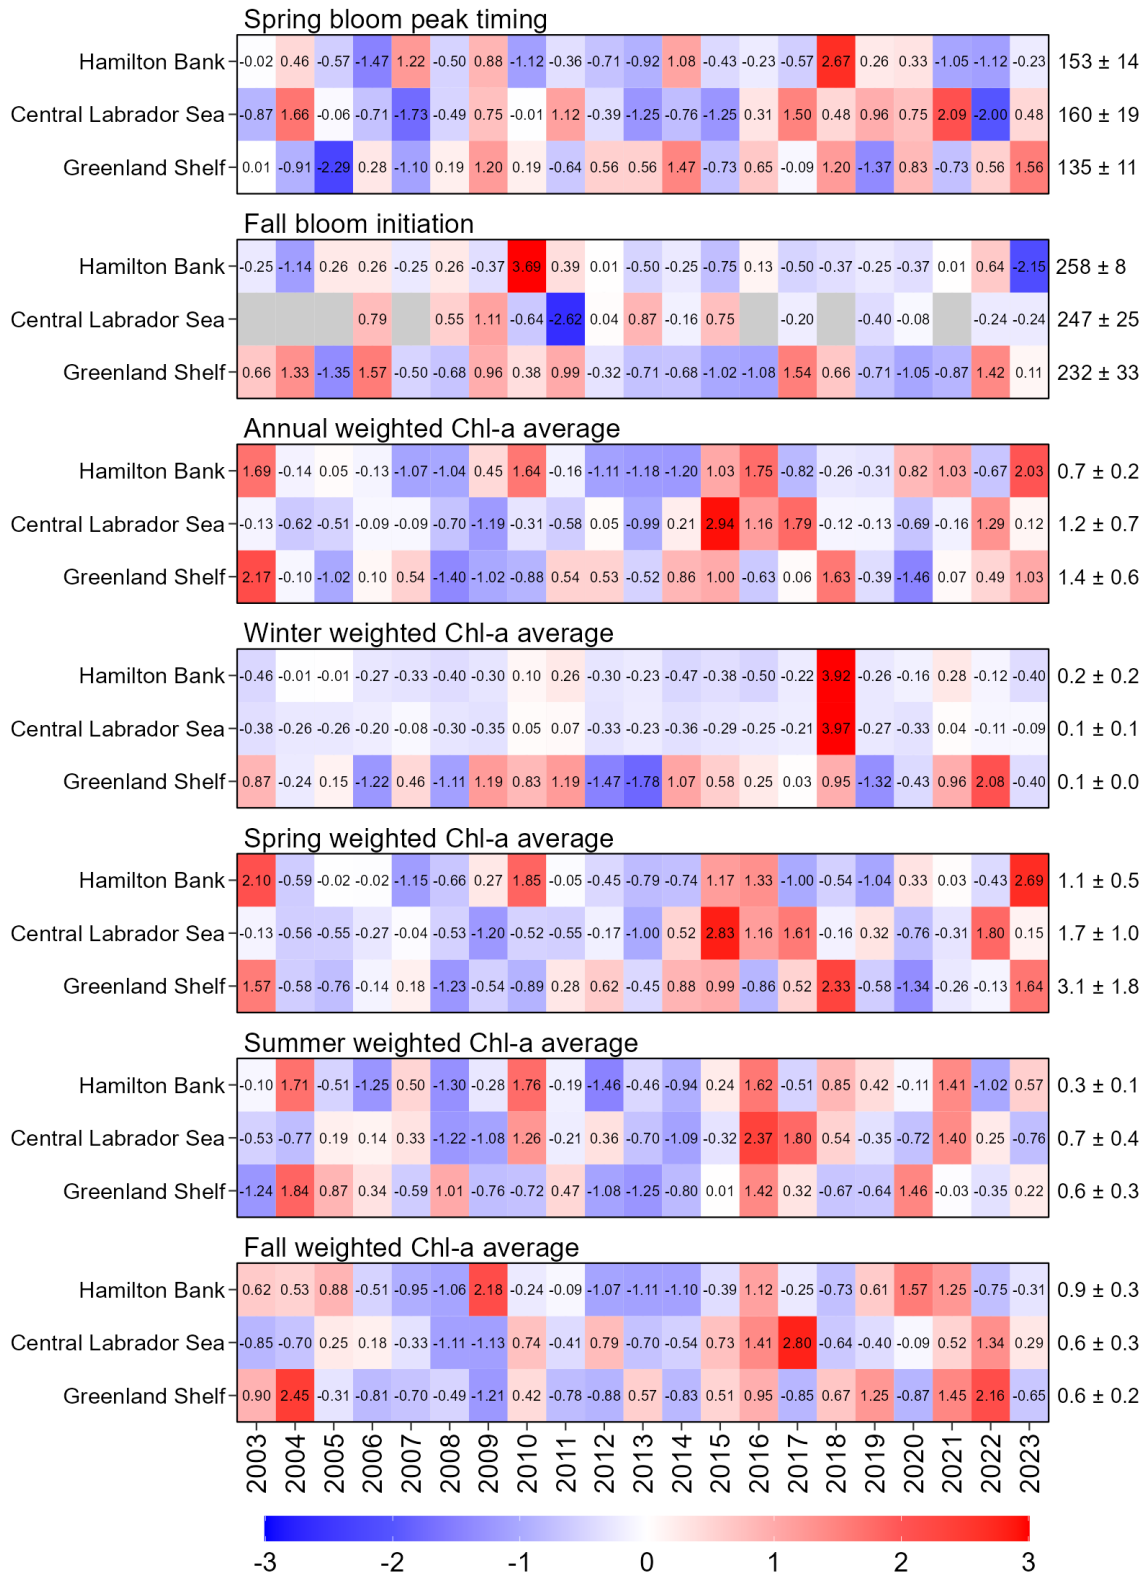 Spring bloom peak timing
Hamilton Bank -0.02 0.46 -0.57 -1.47 1.22 -0.50 0.88 -1.12 -0.36 -0.71 -0.92 1.08 -0.43 -0.23 -0.57 2.67 0.26 0.33 -1.05 -1.12 -0.23 153 ± 14
Central Labrador Sea -0.87 1.66 -0.06 -0.71 -1.73 -0.49 0.75 -0.01 1.12 -0.39 -1.25 -0.76 -1.25 0.31 1.50 0.48 0.96 0.75 2.09 -2.00 0.48 160 ± 19
Greenland Shelf 0.01 -0.91 -2.29 0.28 -1.10 0.19 1.20 0.19 -0.64 0.56 0.56 1.47 -0.73 0.65 -0.09 1.20 -1.37 0.83 -0.73 0.56 1.56 135 ± 11
Fall bloom initiation
Hamilton Bank -0.25 -1.14 0.26 0.26 -0.25 0.26 -0.37 3.69 0.39 0.01 -0.50 -0.25 -0.75 0.13 -0.50 -0.37 -0.25 -0.37 0.01 0.64 -2.15 258 ± 8
Central Labrador Sea 0.79 0.55 1.11 -0.64 -2.62 0.04 0.87 -0.16 0.75 -0.20 -0.40 -0.08 -0.24 -0.24 247 ± 25
Greenland Shelf 0.66 1.33 -1.35 1.57 -0.50 -0.68 0.96 0.38 0.99 -0.32 -0.71 -0.68 -1.02 -1.08 1.54 0.66 -0.71 -1.05 -0.87 1.42 0.11 232 ± 33
Annual weighted Chl-a average
Hamilton Bank 1.69 -0.14 0.05 -0.13 -1.07 -1.04 0.45 1.64 -0.16 -1.11 -1.18 -1.20 1.03 1.75 -0.82 -0.26 -0.31 0.82 1.03 -0.67 2.03 0.7 ± 0.2
Central Labrador Sea -0.13 -0.62 -0.51 -0.09 -0.09 -0.70 -1.19 -0.31 -0.58 0.05 -0.99 0.21 2.94 1.16 1.79 -0.12 -0.13 -0.69 -0.16 1.29 0.12 1.2 ± 0.7
Greenland Shelf 2.17 -0.10 -1.02 0.10 0.54 -1.40 -1.02 -0.88 0.54 0.53 -0.52 0.86 1.00 -0.63 0.06 1.63 -0.39 -1.46 0.07 0.49 1.03 1.4 ± 0.6
Winter weighted Chl-a average
Hamilton Bank -0.46 -0.01 -0.01 -0.27 -0.33 -0.40 -0.30 0.10 0.26 -0.30 -0.23 -0.47 -0.38 -0.50 -0.22 3.92 -0.26 -0.16 0.28 -0.12 -0.40 0.2 ± 0.2
Central Labrador Sea -0.38 -0.26 -0.26 -0.20 -0.08 -0.30 -0.35 0.05 0.07 -0.33 -0.23 -0.36 -0.29 -0.25 -0.21 3.97 -0.27 -0.33 0.04 -0.11 -0.09 0.1 ± 0.1
Greenland Shelf 0.87 -0.24 0.15 -1.22 0.46 -1.11 1.19 0.83 1.19 -1.47 -1.78 1.07 0.58 0.25 0.03 0.95 -1.32 -0.43 0.96 2.08 -0.40 0.1 ± 0.0
Spring weighted Chl-a average
Hamilton Bank 2.10 -0.59 -0.02 -0.02 -1.15 -0.66 0.27 1.85 -0.05 -0.45 -0.79 -0.74 1.17 1.33 -1.00 -0.54 -1.04 0.33 0.03 -0.43 2.69 1.1 ± 0.5
Central Labrador Sea -0.13 -0.56 -0.55 -0.27 -0.04 -0.53 -1.20 -0.52 -0.55 -0.17 -1.00 0.52 2.83 1.16 1.61 -0.16 0.32 -0.76 -0.31 1.80 0.15 1.7 ± 1.0
Greenland Shelf 1.57 -0.58 -0.76 -0.14 0.18 -1.23 -0.54 -0.89 0.28 0.62 -0.45 0.88 0.99 -0.86 0.52 2.33 -0.58 -1.34 -0.26 -0.13 1.64 3.1 ± 1.8
Summer weighted Chl-a average
Hamilton Bank -0.10 1.71 -0.51 -1.25 0.50 -1.30 -0.28 1.76 -0.19 -1.46 -0.46 -0.94 0.24 1.62 -0.51 0.85 0.42 -0.11 1.41 -1.02 0.57 0.3 ± 0.1
Central Labrador Sea -0.53 -0.77 0.19 0.14 0.33 -1.22 -1.08 1.26 -0.21 0.36 -0.70 -1.09 -0.32 2.37 1.80 0.54 -0.35 -0.72 1.40 0.25 -0.76 0.7 ± 0.4
Greenland Shelf -1.24 1.84 0.87 0.34 -0.59 1.01 -0.76 -0.72 0.47 -1.08 -1.25 -0.80 0.01 1.42 0.32 -0.67 -0.64 1.46 -0.03 -0.35 0.22 0.6 ± 0.3
Fall weighted Chl-a average
Hamilton Bank 0.62 0.53 0.88 -0.51 -0.95 -1.06 2.18 -0.24 -0.09 -1.07 -1.11 -1.10 -0.39 1.12 -0.25 -0.73 0.61 1.57 1.25 -0.75 -0.31 0.9 ± 0.3
Central Labrador Sea -0.85 -0.70 0.25 0.18 -0.33 -1.11 -1.13 0.74 -0.41 0.79 -0.70 -0.54 0.73 1.41 2.80 -0.64 -0.40 -0.09 0.52 1.34 0.29 0.6 ± 0.3
Greenland Shelf 0.90 2.45 -0.31 -0.81 -0.70 -0.49 -1.21 0.42 -0.78 -0.88 0.57 -0.83 0.51 0.95 -0.85 0.67 1.25 -0.87 1.45 2.16 -0.65 0.6 ± 0.2
2003 2004 2005 2006 2007 2008 2009 2010 2011 2012 2013 2014 2015 2016 2017 2018 2019 2020 2021 2022 2023
-3 -2 -1 0 1 2 3